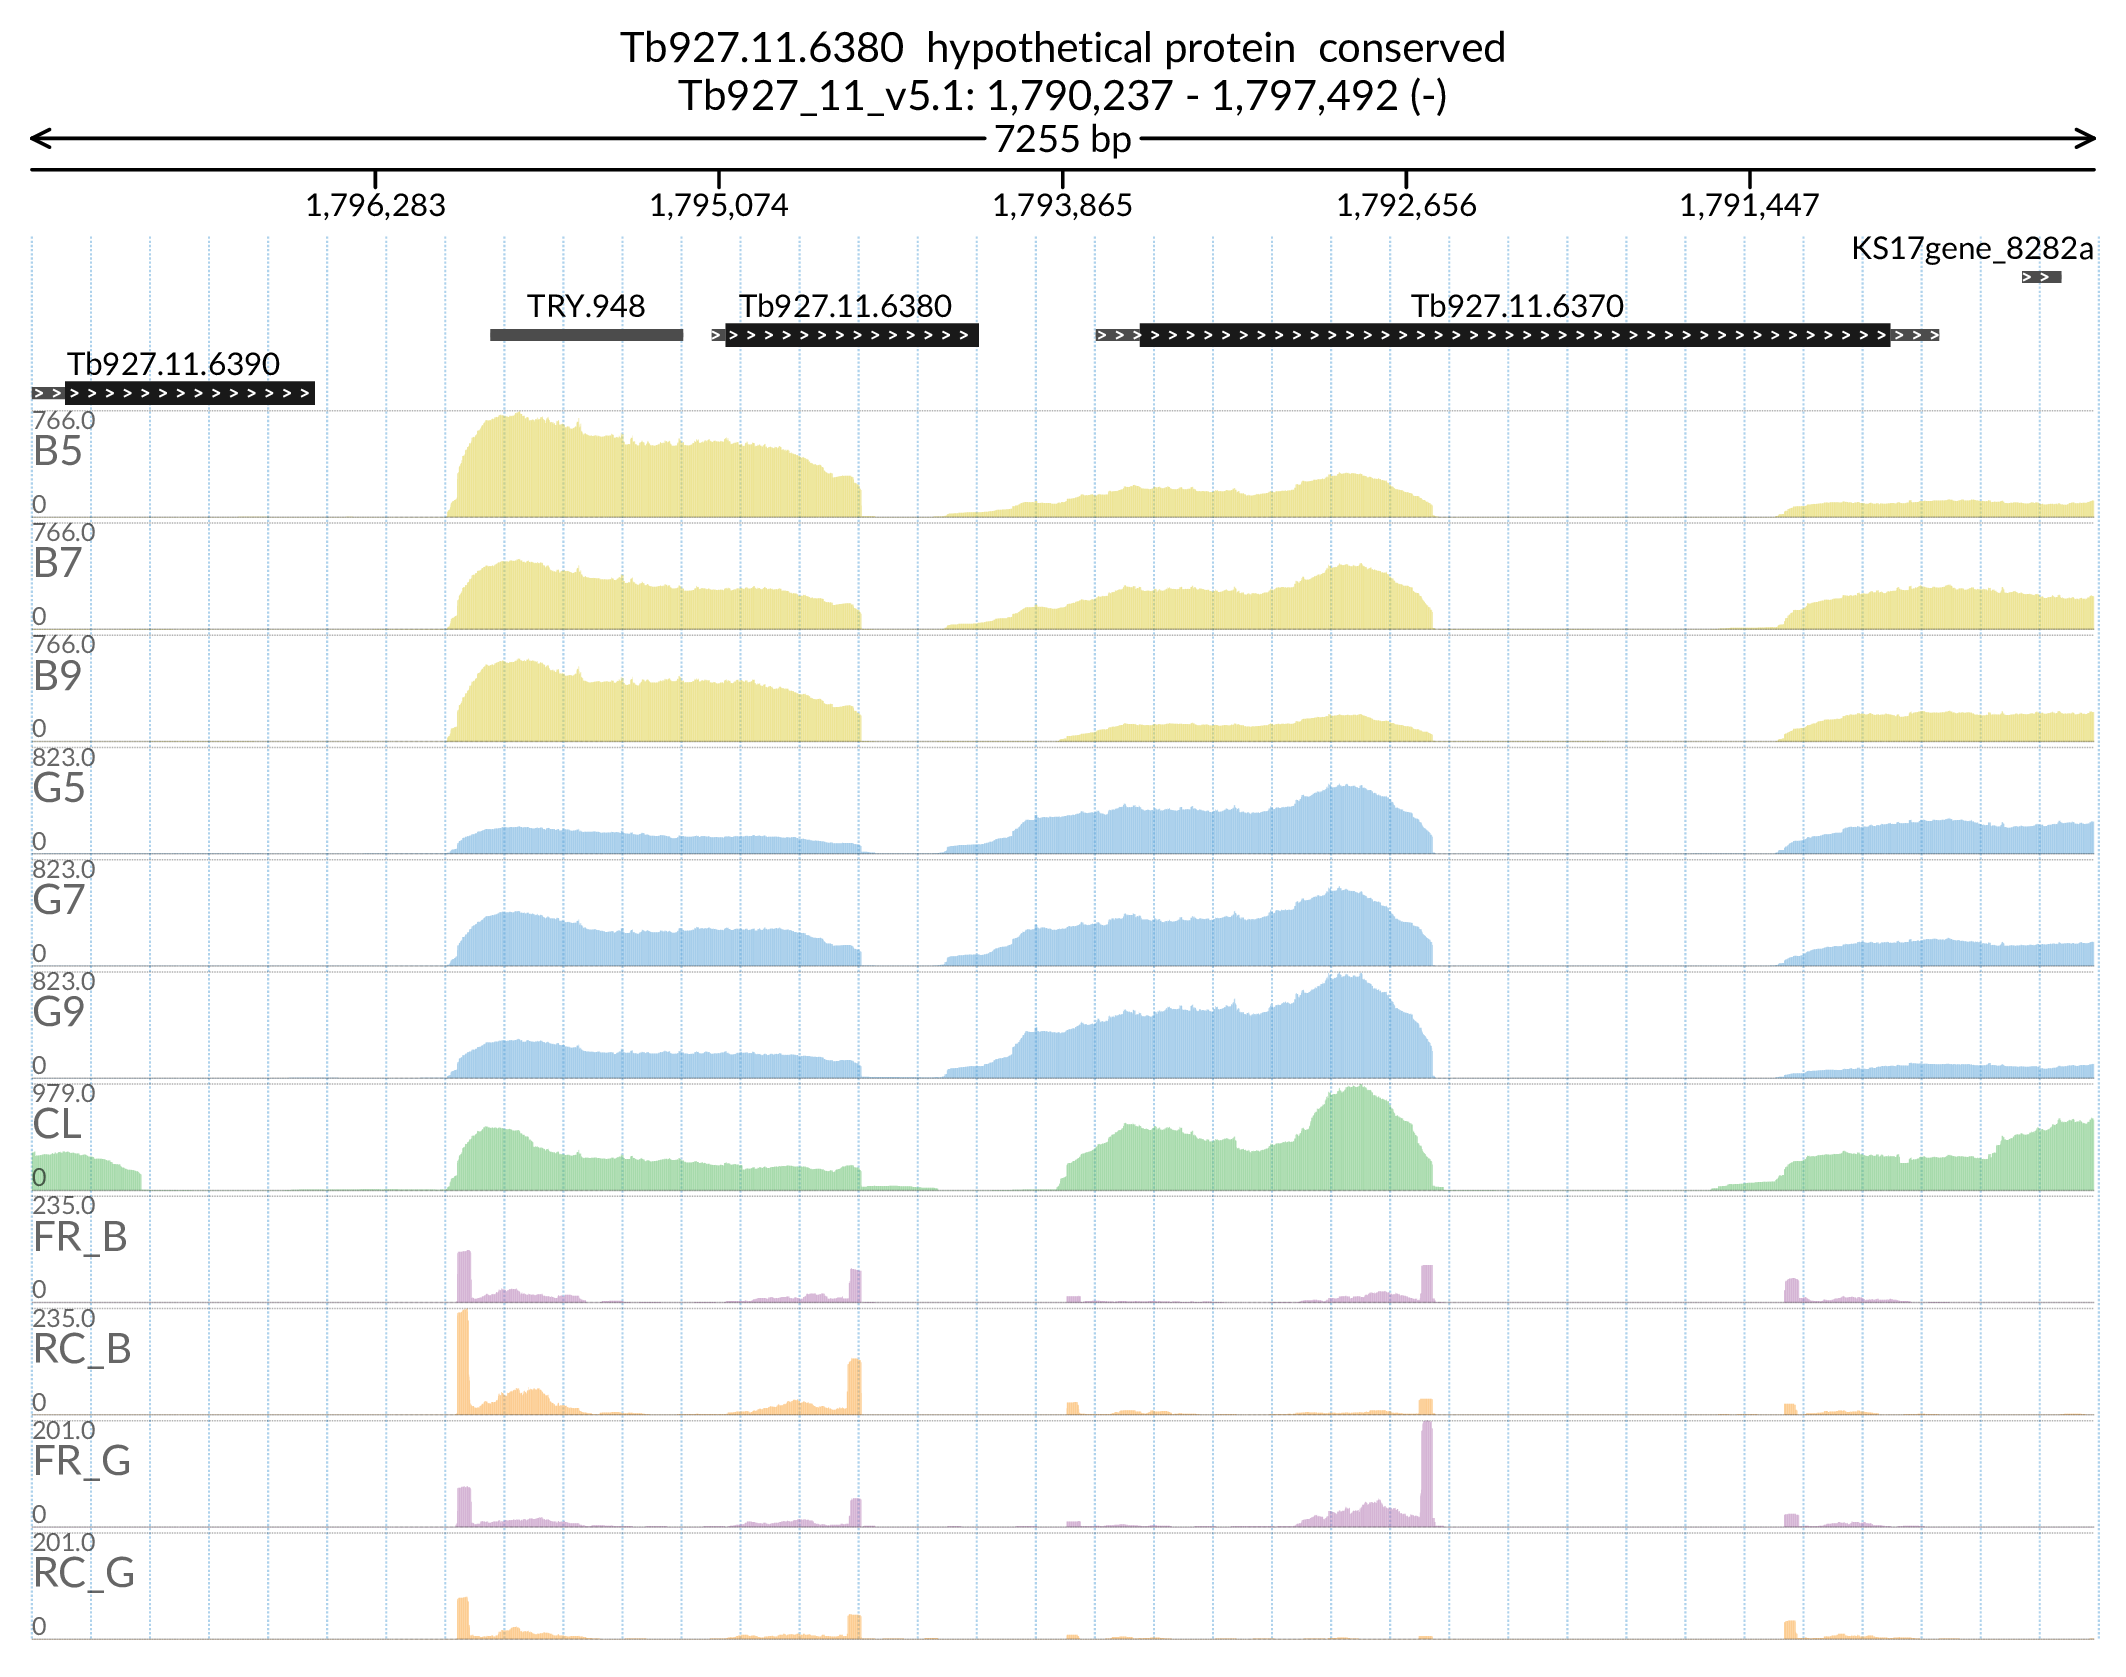 Tb927.11.6380  hypothetical protein  conserved
Tb927_11_v5.1: 1,790,237 - 1,797,492 (-)
7255 bp
1,796,283 1,795,074 1,793,865 1,792,656 1,791,447
KS17gene_8282a
TRY.948 Tb927.11.6380 Tb927.11.6370
Tb927.11.6390
766.0
B5
0
766.0
B7
0
766.0
B9
0
823.0
G5
0
823.0
G7
0
823.0
G9
0
979.0
CL
0
235.0
FR_B
0
235.0
RC_B
0
201.0
FR_G
0
201.0
RC_G
0